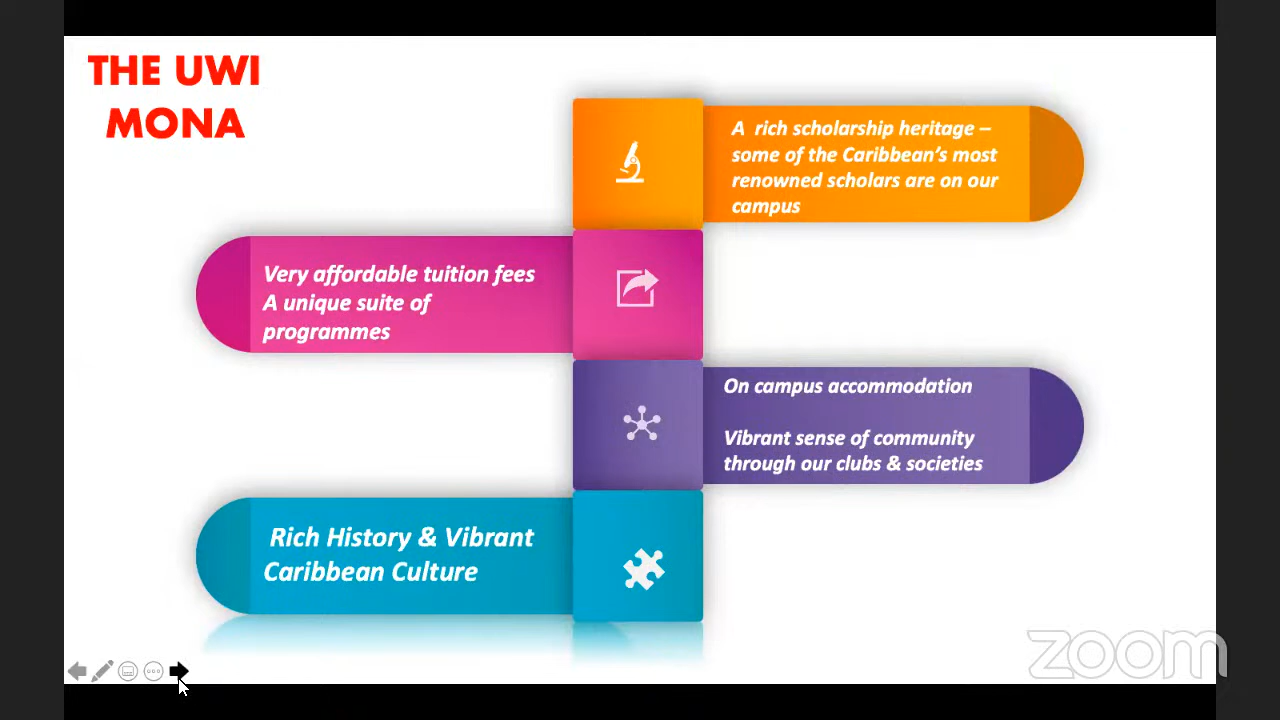 THE UWI
MONA
A rich scholarship heritage –
some of the Caribbean's most
renowned scholars are on our
campus
Very affordable tuition fees
A unique suite of
programmes
On campus accommodation
Vibrant sense of community
through our clubs & societies
Rich History & Vibrant
Caribbean Culture
zoom